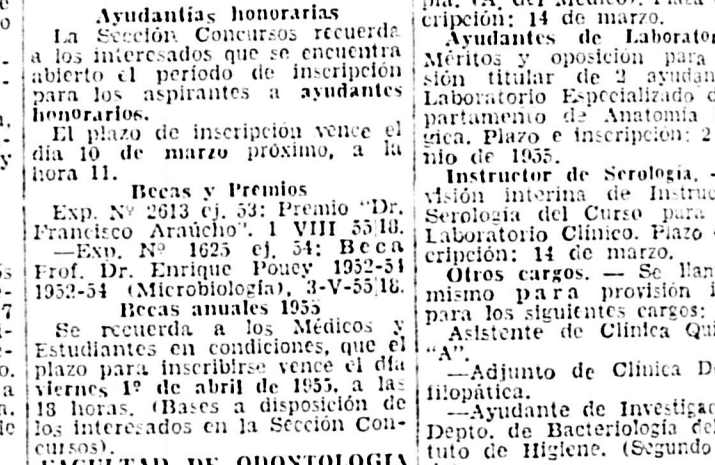 Ayudantías honorarias
La Sección Concursos recuerda
a los interesados que se encuentra
abierto el período de inscripción
para los aspirantes a ayudantes
honorarios.
El plazo de inscripción vence el
día 10 de marzo próximo, a la
hora 11.
Becas y Premios
Exp. Nº 2613 ej. 53: Premio "Dr.
Francisco Araúcho". 1 VIII 55|18.
—Exp. Nº 1625 ej. 54: Beca
Prof. Dr. Enrique Pouey 1952-54
1952-54 (Microbiología), 3-V-55|18.
Becas anuales 1955
Se recuerda a los Médicos y
Estudiantes en condiciones, que el
plazo para inscribirse vence el día
viernes 1º de abril de 1955, a las
18 horas. (Bases a disposición de
los interesados en la Sección Con-
cursos).
FACULTAD DE ODONTOLOGIA
cripción: 14 de marzo.
Ayudantes de Laborator
Méritos y oposición para
sión titular de 2 ayudan
Laboratorio Especializado d
partamento de Anatomía
gica. Plazo e inscripción: 2
nio de 1955.
Instructor de Serología. -
visión interina de Instruc
Serología del Curso para
Laboratorio Clínico. Plazo
cripción: 14 de marzo.
Otros cargos. — Se llam
mismo para provisión i
para los siguientes cargos:
Asistente de Clínica Qui
"A".
—Adjunto de Clínica De
filopática.
—Ayudante de Investigac
Depto. de Bacteriología del
tuto de Higiene. (Segundo